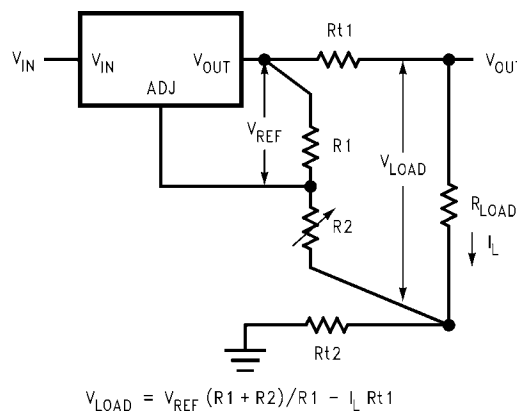 Rt1
V_IN
V_IN
V_OUT
V_OUT
ADJ
V_REF
R1
V_LOAD
R2
R_LOAD
I_L
Rt2
V_LOAD = V_REF (R1 + R2)/R1 - I_L Rt1